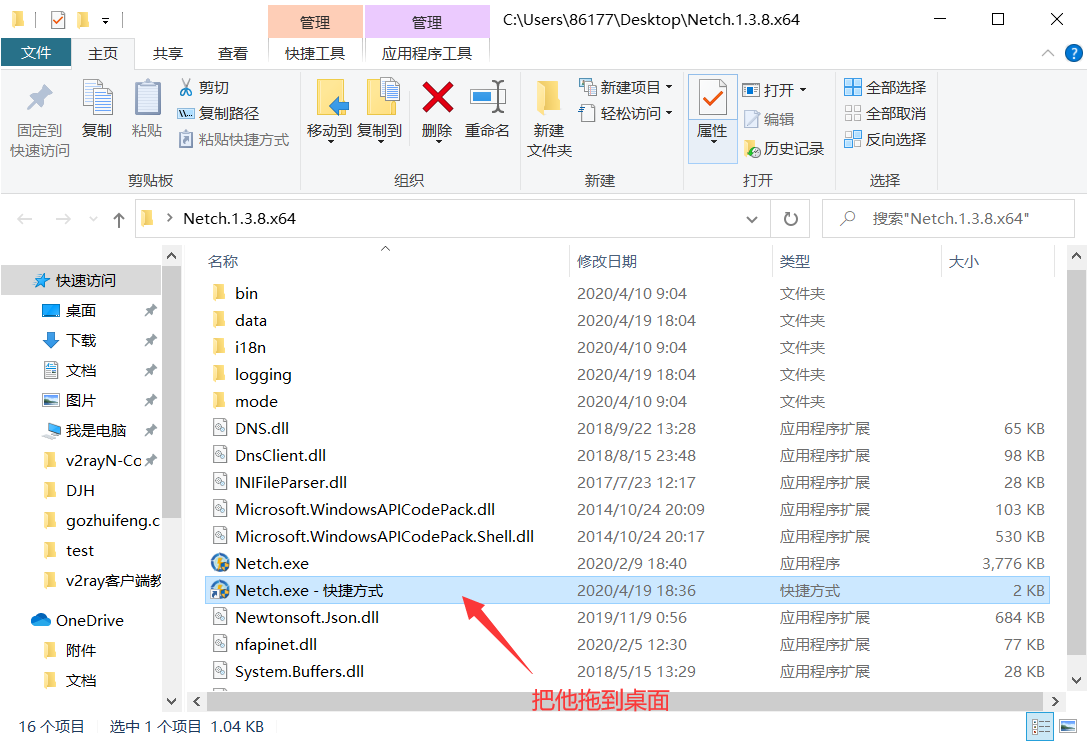 管理
管理
C:\Users\86177\Desktop\Netch.1.3.8.x64
文件
主页
共享
查看
快捷工具
应用程序工具
固定到
快速访问
复制
粘贴
剪切
复制路径
粘贴快捷方式
剪贴板
移动到
复制到
删除
重命名
组织
新建
文件夹
新建项目
轻松访问
新建
属性
打开
编辑
历史记录
打开
全部选择
全部取消
反向选择
选择
Netch.1.3.8.x64
搜索"Netch.1.3.8.x64"
快速访问
桌面
下载
文档
图片
我是电脑
v2rayN-Co
DJH
gozhuifeng.c
test
v2ray客户端教
OneDrive
附件
文档
名称 修改日期 类型 大小
bin 2020/4/10 9:04 文件夹
data 2020/4/19 18:04 文件夹
i18n 2020/4/10 9:04 文件夹
logging 2020/4/19 18:04 文件夹
mode 2020/4/10 9:04 文件夹
DNS.dll 2018/9/22 13:28 应用程序扩展 65 KB
DnsClient.dll 2018/8/15 23:48 应用程序扩展 98 KB
INIFileParser.dll 2017/7/23 12:17 应用程序扩展 28 KB
Microsoft.WindowsAPICodePack.dll 2014/10/24 20:09 应用程序扩展 103 KB
Microsoft.WindowsAPICodePack.Shell.dll 2014/10/24 20:17 应用程序扩展 530 KB
Netch.exe 2020/2/9 18:40 应用程序 3,776 KB
Netch.exe - 快捷方式 2020/4/19 18:36 快捷方式 2 KB
Newtonsoft.Json.dll 2019/11/9 0:56 应用程序扩展 684 KB
nfapinet.dll 2020/2/5 12:30 应用程序扩展 77 KB
System.Buffers.dll 2018/5/15 13:29 应用程序扩展 28 KB
把他拖到桌面
16 个项目 选中 1 个项目 1.04 KB